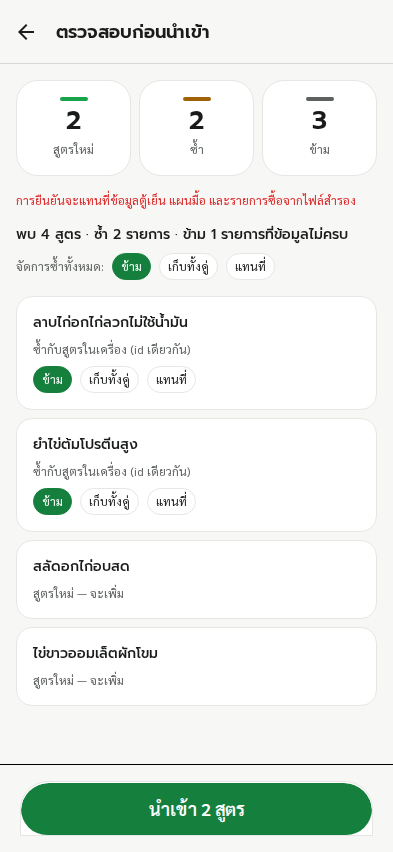 ตรวจสอบก่อนนำเข้า
2 2 3
สูตรใหม่ ซ้ำ ข้าม
การยืนยันจะแทนที่ข้อมูลตู้เย็น แผนมื้อ และรายการซื้อจากไฟล์สำรอง
พบ 4 สูตร · ซ้ำ 2 รายการ · ข้าม 1 รายการที่ข้อมูลไม่ครบ
จัดการซ้ำทั้งหมด: ข้าม เก็บทั้งคู่ แทนที่
ลาบไก่อกไก่ลวกไม่ใช้น้ำมัน
ซ้ำกับสูตรในเครื่อง (id เดียวกัน)
ข้าม เก็บทั้งคู่ แทนที่
ยำไข่ต้มโปรตีนสูง
ซ้ำกับสูตรในเครื่อง (id เดียวกัน)
ข้าม เก็บทั้งคู่ แทนที่
สลัดอกไก่อบสด
สูตรใหม่ — จะเพิ่ม
ไข่ขาวออมเล็ตผักโขม
สูตรใหม่ — จะเพิ่ม
นำเข้า 2 สูตร